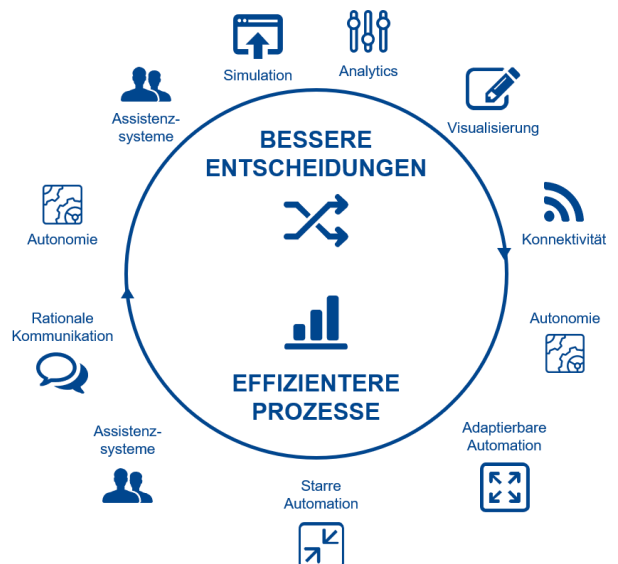 Simulation
Analytics
Assistenz-
systeme
Visualisierung
BESSERE
ENTSCHEIDUNGEN
Autonomie
Konnektivität
Rationale
Kommunikation
Autonomie
EFFIZIENTERE
PROZESSE
Assistenz-
systeme
Adaptierbare
Automation
Starre
Automation